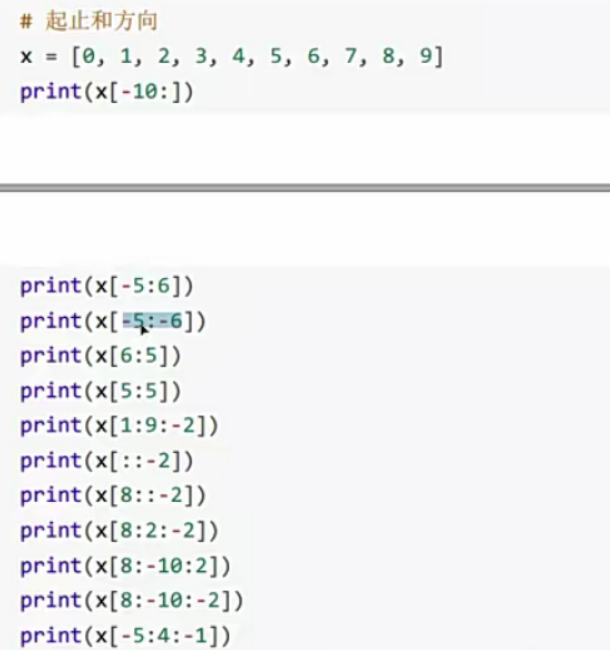 # 起止和方向
x = [0, 1, 2, 3, 4, 5, 6, 7, 8, 9]
print(x[-10:])
print(x[-5:6])
print(x[-5:-6])
print(x[6:5])
print(x[5:5])
print(x[1:9:-2])
print(x[::-2])
print(x[8::-2])
print(x[8:2:-2])
print(x[8:-10:2])
print(x[8:-10:-2])
print(x[-5:4:-1])